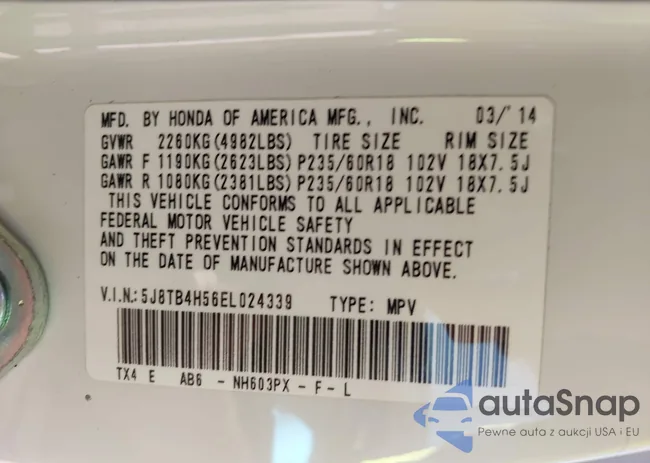 MFD. BY HONDA OF AMERICA MFG., INC. 03/'14
GVWR 2260KG(4982LBS) TIRE SIZE RIM SIZE
GAWR F 1190KG(2623LBS) P235/60R18 102V 18X7.5J
GAWR R 1080KG(2381LBS) P235/60R18 102V 18X7.5J
THIS VEHICLE CONFORMS TO ALL APPLICABLE
FEDERAL MOTOR VEHICLE SAFETY
AND THEFT PREVENTION STANDARDS IN EFFECT
ON THE DATE OF MANUFACTURE SHOWN ABOVE.
V.I.N.:5J8TB4H56EL024339 TYPE: MPV
TX4 E AB6 - NH603PX - F - L
autoSnap
Pewne auta z aukcji USA i EU